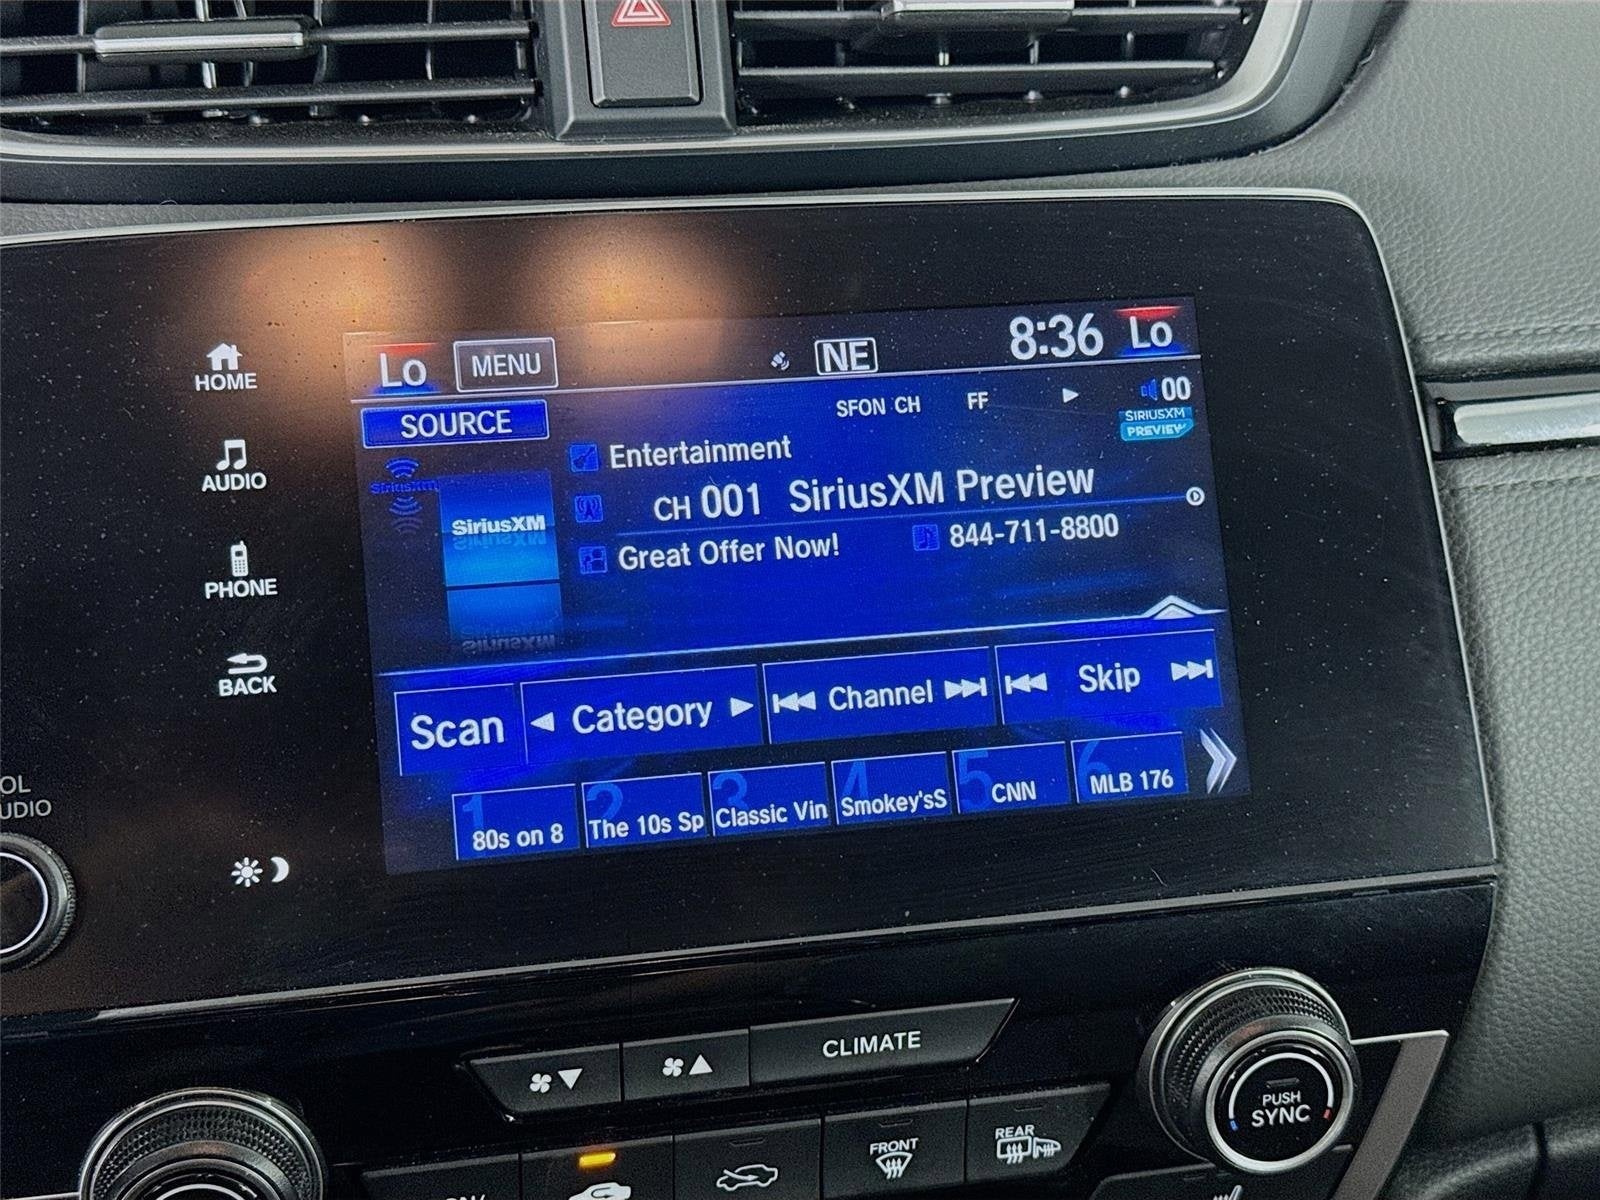 Lo MENU NE 8:36 Lo
SFON CH FF 00
SOURCE
SIRIUSXM
PREVIEW
Entertainment
SiriusXM
SiriusXM
CH 001 SiriusXM Preview
Great Offer Now! 844-711-8800
Scan Category Channel Skip
1 2 3 4 5 6
80s on 8 The 10s Sp Classic Vin Smokey'sS CNN MLB 176
HOME
AUDIO
PHONE
BACK
OL
UDIO
CLIMATE
PUSH
SYNC
FRONT
REAR